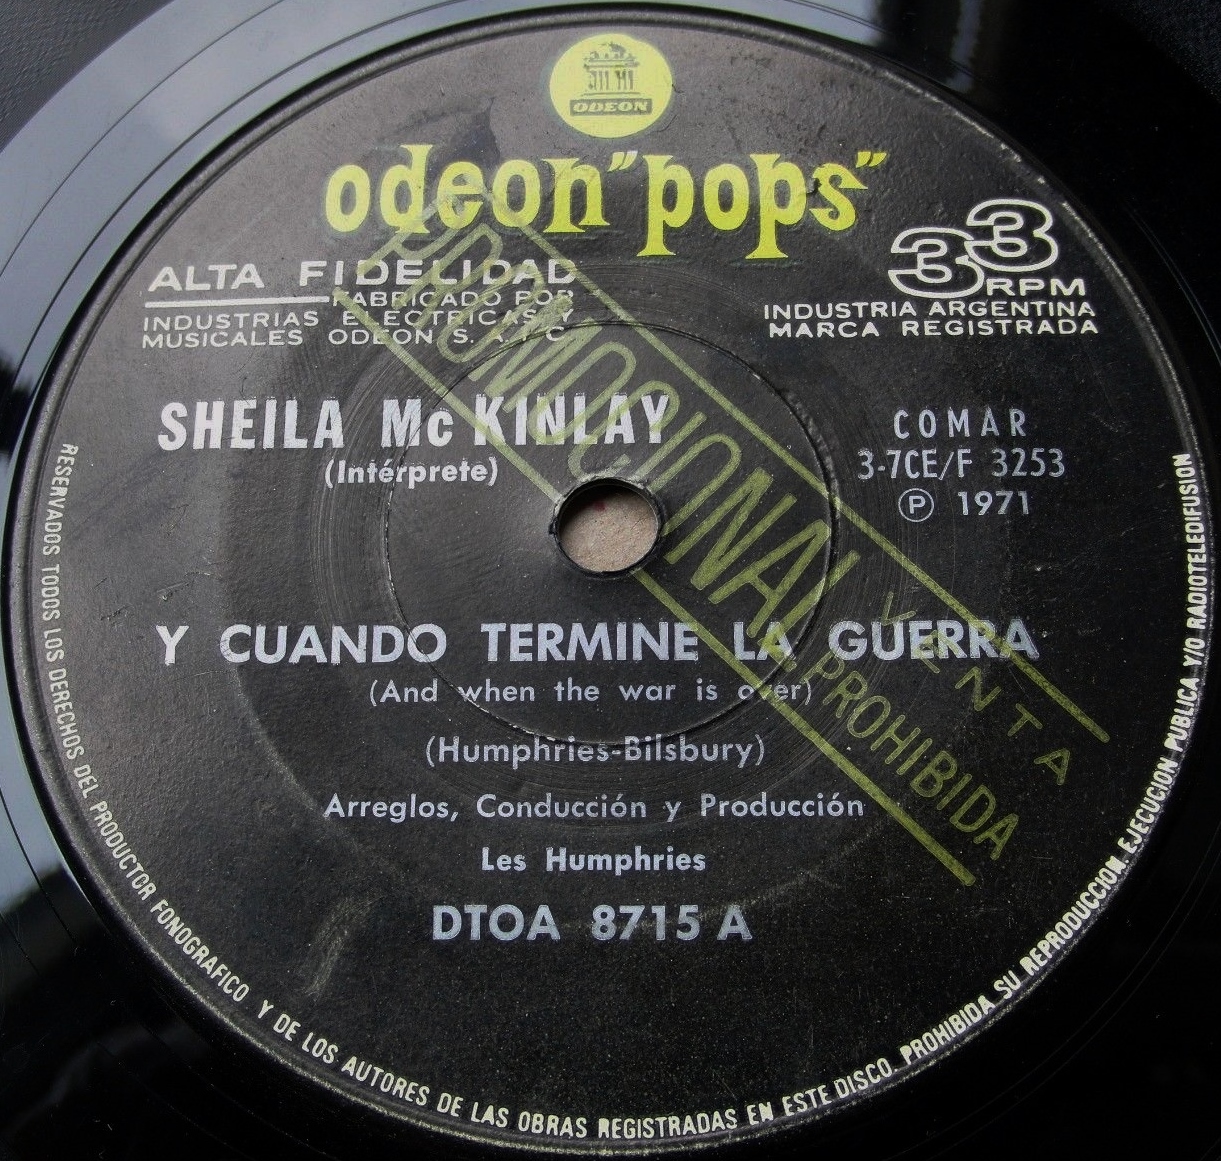 ODEON
odeon "pops"
ALTA FIDELIDAD
FABRICADO POR
INDUSTRIAS ELECTRICAS Y
MUSICALES ODEON S. A. I. C.
33
RPM
INDUSTRIA ARGENTINA
MARCA REGISTRADA
SHEILA Mc KINLAY
(Intérprete)
COMAR
3-7CE/F 3253
Ⓟ 1971
PROMOCIONAL
VENTA
PROHIBIDA
Y CUANDO TERMINE LA GUERRA
(And when the war is over)
(Humphries-Bilsbury)
Arreglos, Conducción y Producción
Les Humphries
DTOA 8715 A
RESERVADOS TODOS LOS DERECHOS DEL PRODUCTOR FONOGRAFICO Y DE LOS AUTORES DE LAS OBRAS REGISTRADAS EN ESTE DISCO. PROHIBIDA SU REPRODUCCION, EJECUCION PUBLICA Y/O RADIOTELEDIFUSION